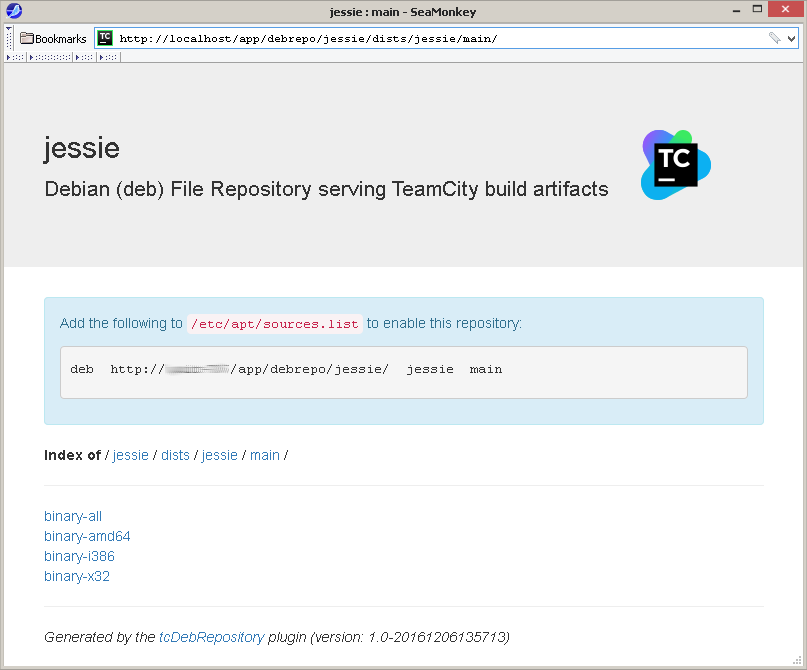 jessie : main - SeaMonkey
Bookmarks TC http://localhost/app/debrepo/jessie/dists/jessie/main/
jessie
TC
Debian (deb) File Repository serving TeamCity build artifacts
Add the following to /etc/apt/sources.list to enable this repository:
deb http:// /app/debrepo/jessie/ jessie main
Index of / jessie / dists / jessie / main /
binary-all
binary-amd64
binary-i386
binary-x32
Generated by the tcDebRepository plugin (version: 1.0-20161206135713)